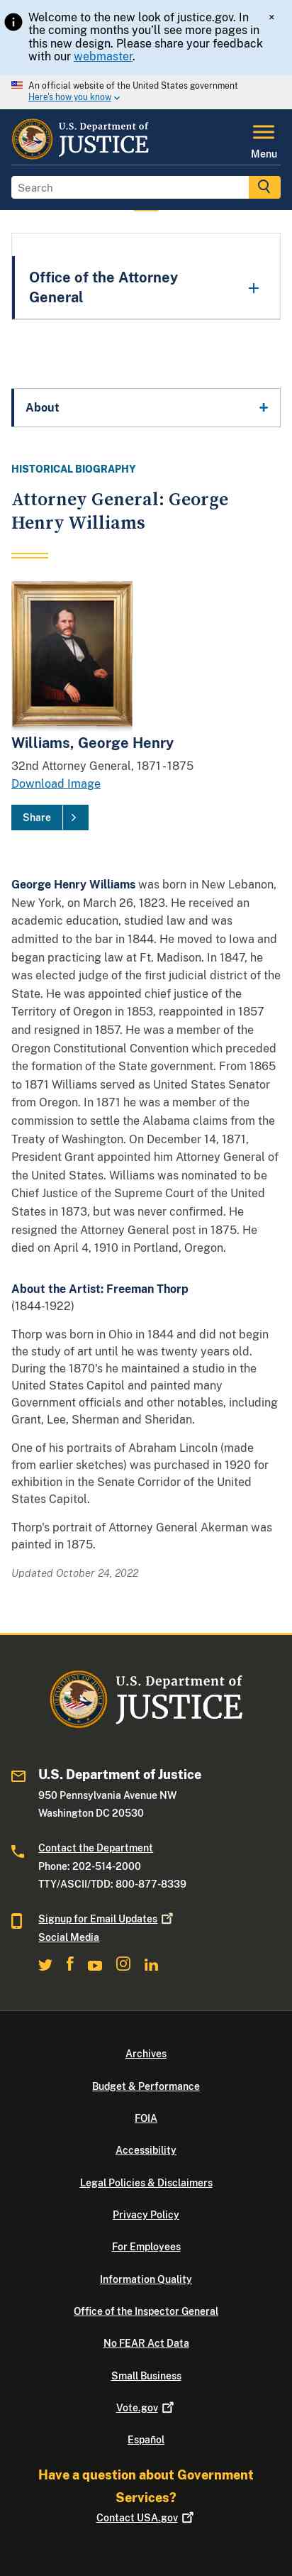 Welcome to the new look of justice.gov. In
the coming months you'll see more pages in
this new design. Please share your feedback
with our webmaster.
×
An official website of the United States government
Here's how you know
U.S. Department of
JUSTICE
Menu
Search
Office of the Attorney
General
About
HISTORICAL BIOGRAPHY
Attorney General: George
Henry Williams
Williams, George Henry
32nd Attorney General, 1871 - 1875
Download Image
Share
George Henry Williams was born in New Lebanon,
New York, on March 26, 1823. He received an
academic education, studied law and was
admitted to the bar in 1844. He moved to Iowa and
began practicing law at Ft. Madison. In 1847, he
was elected judge of the first judicial district of the
State. He was appointed chief justice of the
Territory of Oregon in 1853, reappointed in 1857
and resigned in 1857. He was a member of the
Oregon Constitutional Convention which preceded
the formation of the State government. From 1865
to 1871 Williams served as United States Senator
from Oregon. In 1871 he was a member of the
commission to settle the Alabama claims from the
Treaty of Washington. On December 14, 1871,
President Grant appointed him Attorney General of
the United States. Williams was nominated to be
Chief Justice of the Supreme Court of the United
States in 1873, but was never confirmed. He
resigned the Attorney General post in 1875. He
died on April 4, 1910 in Portland, Oregon.
About the Artist: Freeman Thorp
(1844-1922)
Thorp was born in Ohio in 1844 and did not begin
the study of art until he was twenty years old.
During the 1870's he maintained a studio in the
United States Capitol and painted many
Government officials and other notables, including
Grant, Lee, Sherman and Sheridan.
One of his portraits of Abraham Lincoln (made
from earlier sketches) was purchased in 1920 for
exhibition in the Senate Corridor of the United
States Capitol.
Thorp's portrait of Attorney General Akerman was
painted in 1875.
Updated October 24, 2022
U.S. Department of
JUSTICE
U.S. Department of Justice
950 Pennsylvania Avenue NW
Washington DC 20530
Contact the Department
Phone: 202-514-2000
TTY/ASCII/TDD: 800-877-8339
Signup for Email Updates
Social Media
Archives
Budget & Performance
FOIA
Accessibility
Legal Policies & Disclaimers
Privacy Policy
For Employees
Information Quality
Office of the Inspector General
No FEAR Act Data
Small Business
Vote.gov
Español
Have a question about Government
Services?
Contact USA.gov